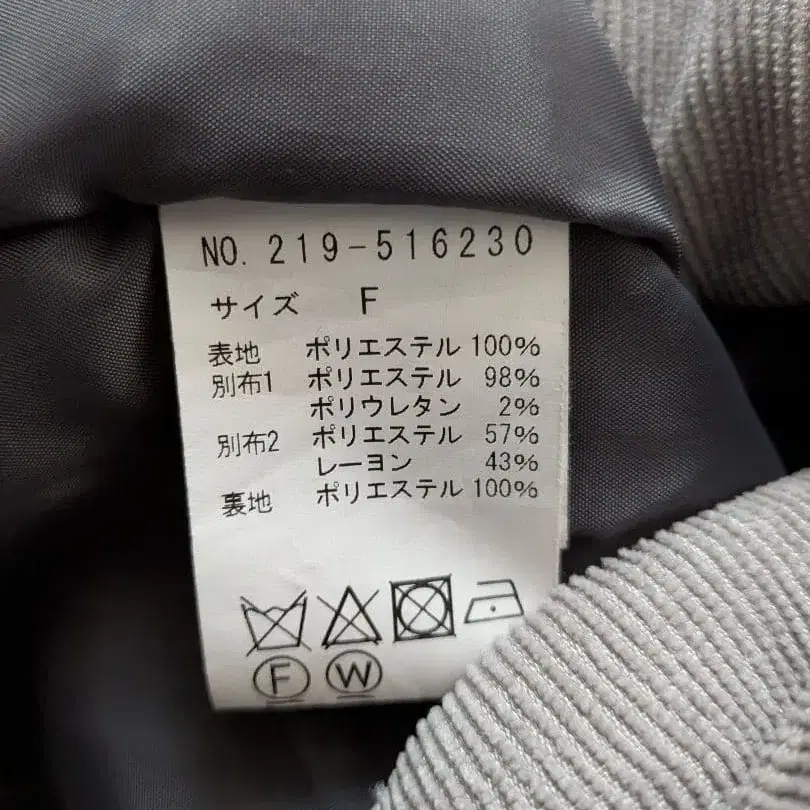 NO. 219-516230
サイズ F
表地 ポリエステル 100%
別布1 ポリエステル 98%
ポリウレタン 2%
別布2 ポリエステル 57%
レーヨン 43%
裏地 ポリエステル 100%
F W